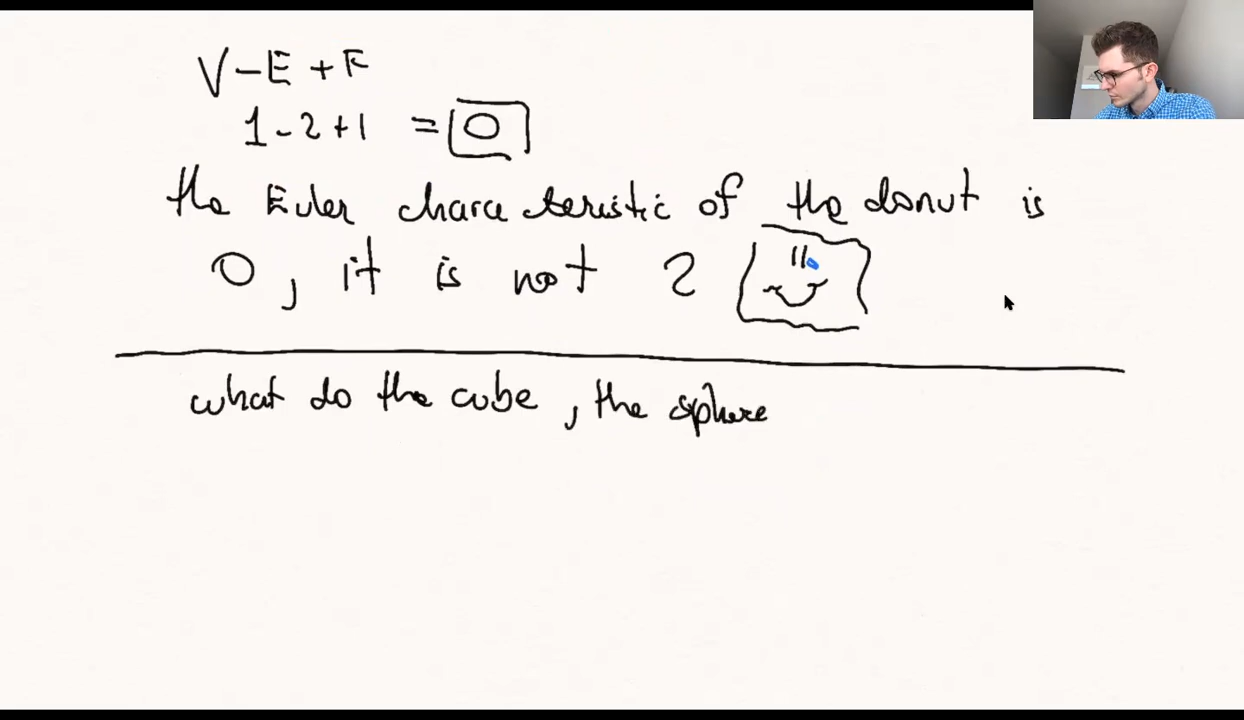 V-E+F
1-2+1 = 0
the Euler characteristic of the donut is
0, it is not 2
what do the cube, the sphere